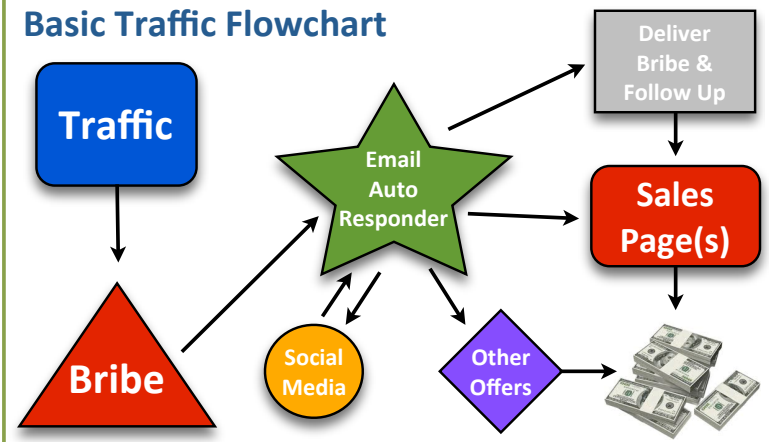 Basic Traffic Flowchart
Deliver
Bribe &
Follow Up
Traffic
Email
Auto
Responder
Sales
Page(s)
Bribe
Social
Media
Other
Offers